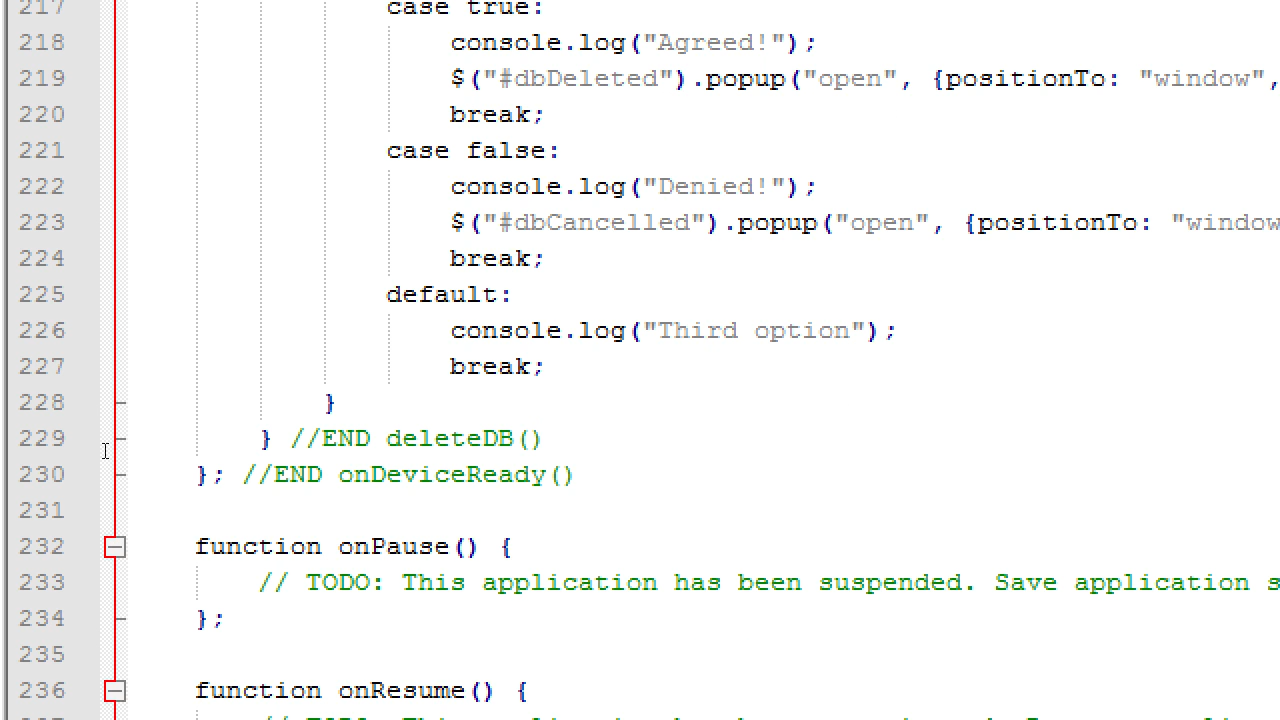 217 case true:
218 console.log("Agreed!");
219 $("#dbDeleted").popup("open", {positionTo: "window",
220 break;
221 case false:
222 console.log("Denied!");
223 $("#dbCancelled").popup("open", {positionTo: "window
224 break;
225 default:
226 console.log("Third option");
227 break;
228 }
229 } //END deleteDB()
230 }; //END onDeviceReady()
231
232 function onPause() {
233 // TODO: This application has been suspended. Save application s
234 };
235
236 function onResume() {